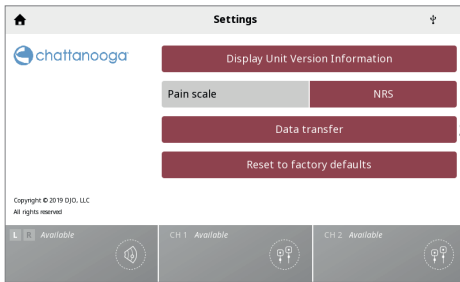 Settings
chattanooga
Display Unit Version Information
Pain scale NRS
Data transfer
Reset to factory defaults
Copyright © 2019 DJO, LLC
All rights reserved
L R Available
CH 1 Available
CH 2 Available